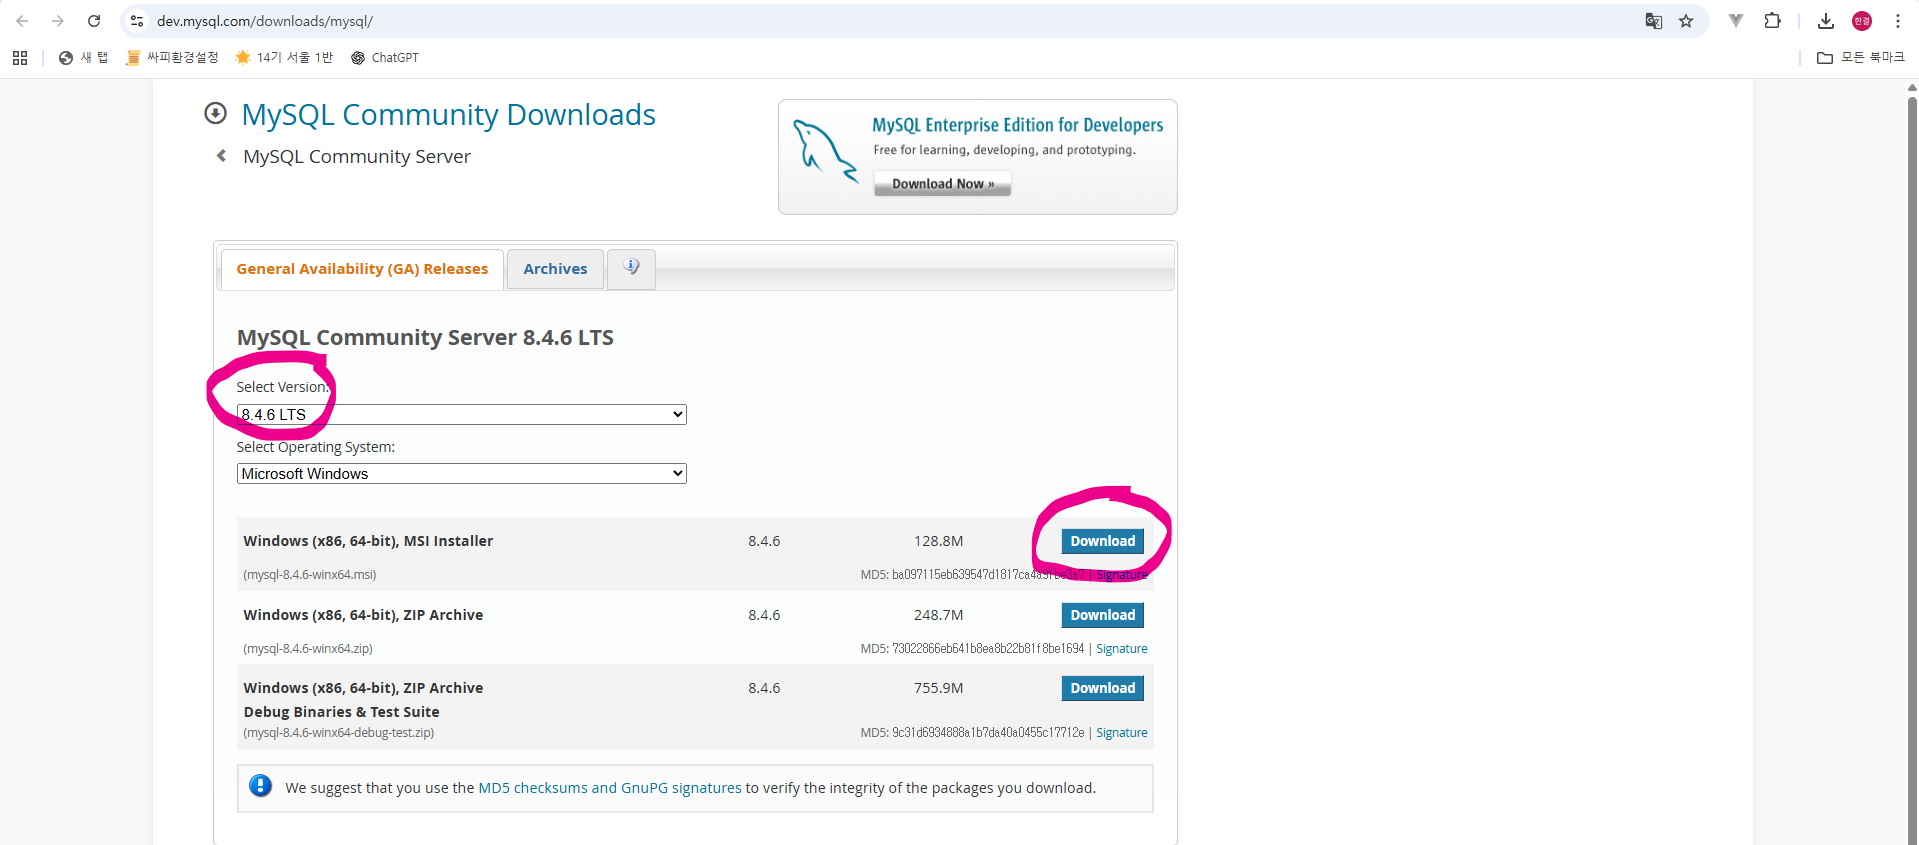 dev.mysql.com/downloads/mysql/
한결
새 탭
싸피환경설정
14기 서울 1반
ChatGPT
모든 북마크
MySQL Community Downloads
MySQL Community Server
MySQL Enterprise Edition for Developers
Free for learning, developing, and prototyping.
Download Now »
General Availability (GA) Releases
Archives
MySQL Community Server 8.4.6 LTS
Select Version:
8.4.6 LTS
Select Operating System:
Microsoft Windows
Windows (x86, 64-bit), MSI Installer 8.4.6 128.8M Download
(mysql-8.4.6-winx64.msi) MD5: ba097115eb639547d1817ca4a9fbe3a7 | Signature
Windows (x86, 64-bit), ZIP Archive 8.4.6 248.7M Download
(mysql-8.4.6-winx64.zip) MD5: 73022866eb641b8ea8b22b81f8be1694 | Signature
Windows (x86, 64-bit), ZIP Archive 8.4.6 755.9M Download
Debug Binaries & Test Suite
(mysql-8.4.6-winx64-debug-test.zip) MD5: 9c31d6934888a1b7da40a0455c17712e | Signature
We suggest that you use the MD5 checksums and GnuPG signatures to verify the integrity of the packages you download.